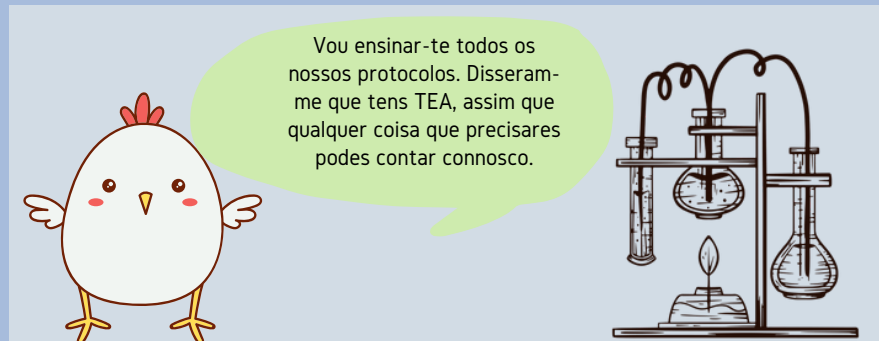 Vou ensinar-te todos os
nossos protocolos. Disseram-
me que tens TEA, assim que
qualquer coisa que precisares
podes contar connosco.